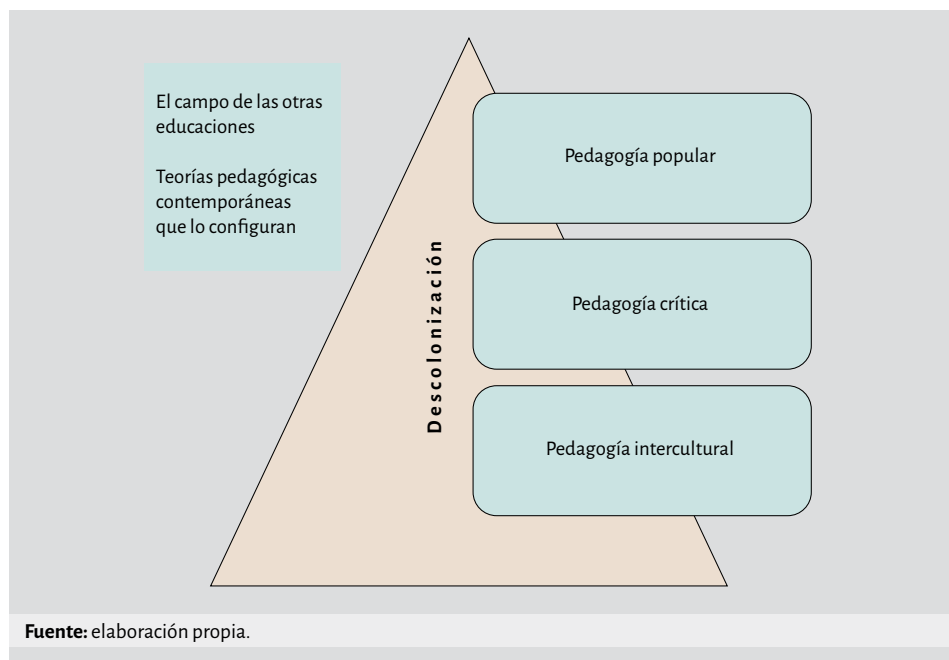 El campo de las otras
educaciones
Teorías pedagógicas
contemporáneas
que lo configuran
Descolonización
Pedagogía popular
Pedagogía crítica
Pedagogía intercultural
Fuente: elaboración propia.